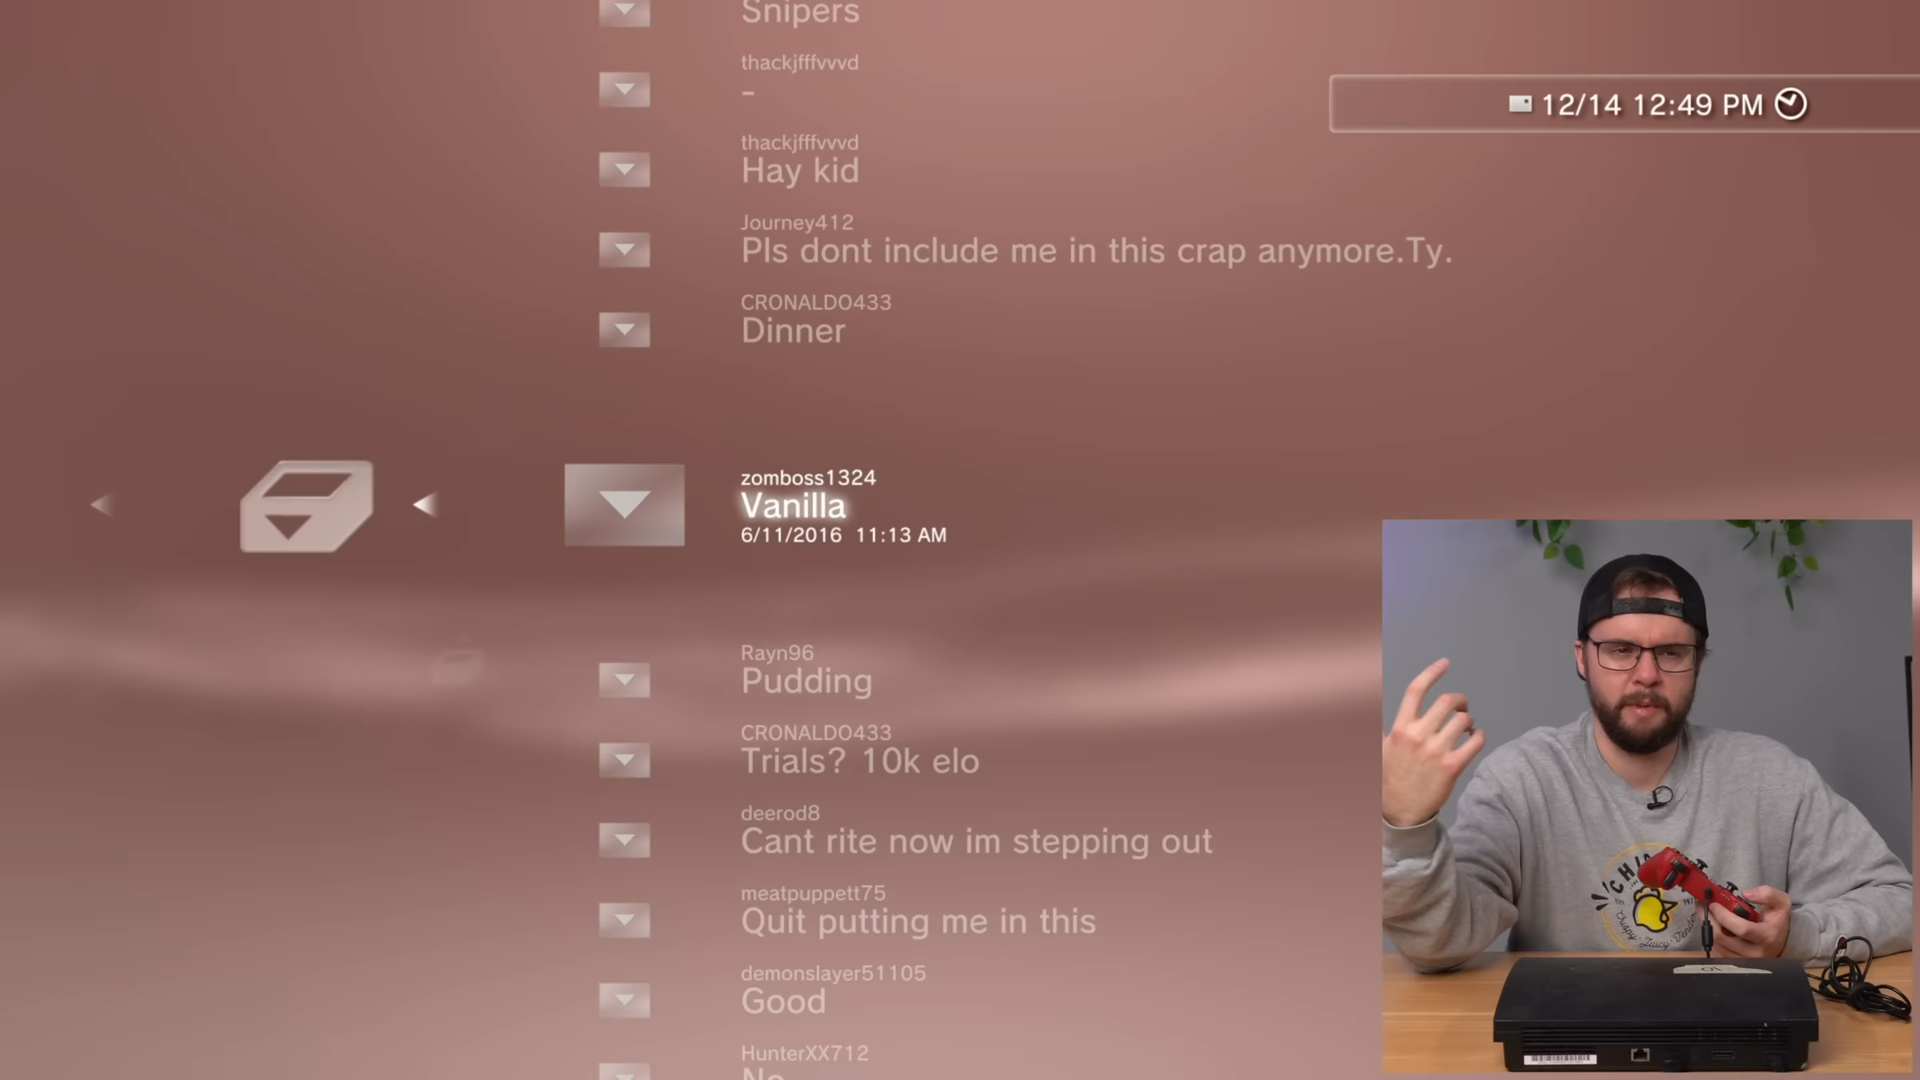 Snipers
thackjfffvvvd
-
thackjfffvvvd
Hay kid
Journey412
Pls dont include me in this crap anymore.Ty.
CRONALDO433
Dinner
12/14 12:49 PM
zomboss1324
Vanilla
6/11/2016 11:13 AM
Rayn96
Pudding
CRONALDO433
Trials? 10k elo
deerod8
Cant rite now im stepping out
meatpuppett75
Quit putting me in this
demonslayer51105
Good
HunterXX712
No